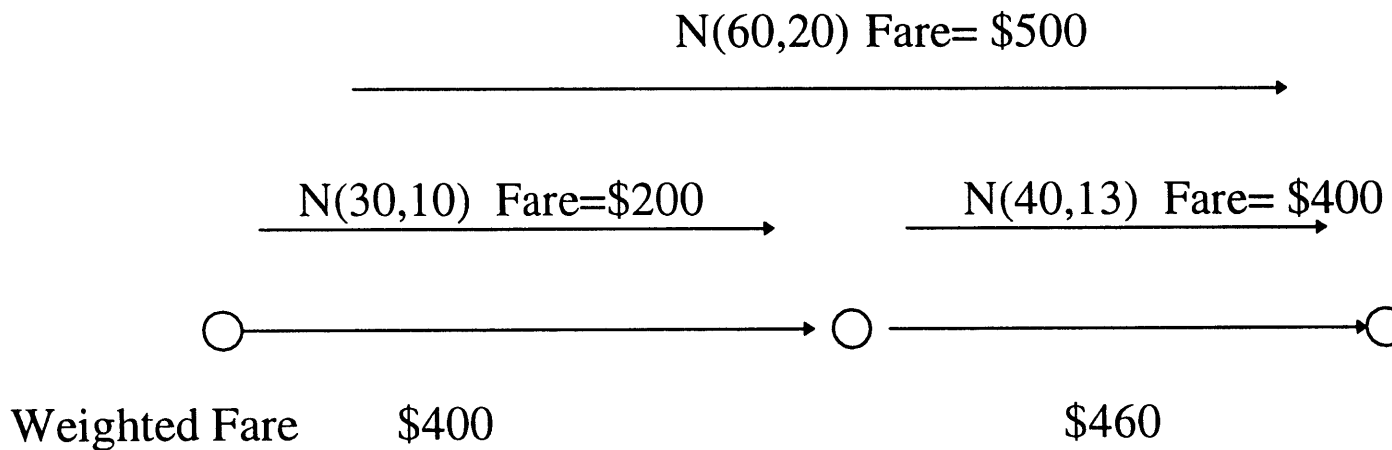 N(60,20) Fare= $500
N(30,10) Fare=$200 N(40,13) Fare= $400
Weighted Fare $400 $460